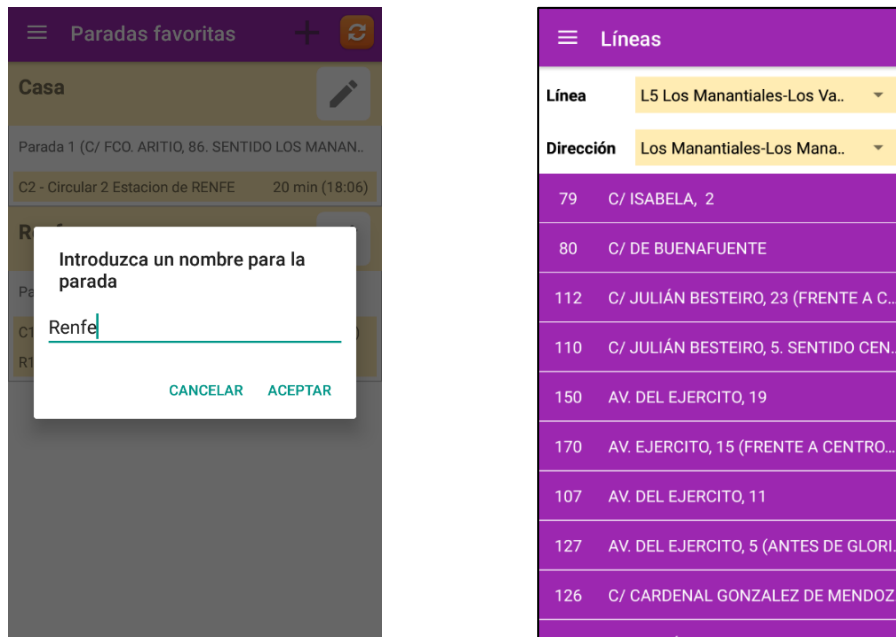 Paradas favoritas
Casa
Parada 1 (C/ FCO. ARITIO, 86. SENTIDO LOS MANAN..
C2 - Circular 2 Estacion de RENFE 20 min (18:06)
Introduzca un nombre para la
parada
Renfe
CANCELAR ACEPTAR
Líneas
Línea L5 Los Manantiales-Los Va..
Dirección Los Manantiales-Los Mana..
79 C/ ISABELA, 2
80 C/ DE BUENAFUENTE
112 C/ JULIÁN BESTEIRO, 23 (FRENTE A C...
110 C/ JULIÁN BESTEIRO, 5. SENTIDO CEN..
150 AV. DEL EJERCITO, 19
170 AV. EJERCITO, 15 (FRENTE A CENTRO...
107 AV. DEL EJERCITO, 11
127 AV. DEL EJERCITO, 5 (ANTES DE GLORI..
126 C/ CARDENAL GONZALEZ DE MENDOZ